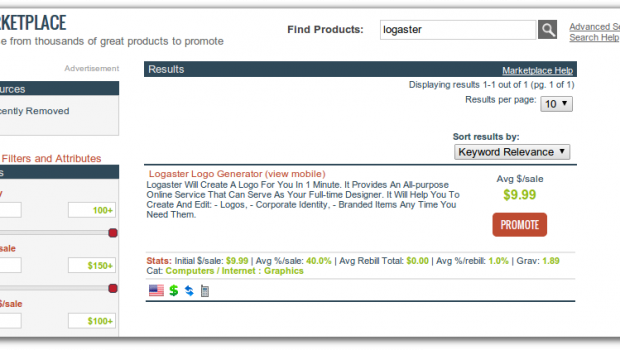 RKETPLACE
e from thousands of great products to promote
Find Products:
logaster
Advanced Se
Search Help
Advertisement
urces
cently Removed
Filters and Attributes
s
y
100+
sale
$150+
$/sale
$100+
Results
Marketplace Help
Displaying results 1-1 out of 1 (pg. 1 of 1)
Results per page: 10
Sort results by:
Keyword Relevance
Logaster Logo Generator (view mobile)
Logaster Will Create A Logo For You In 1 Minute. It Provides An All-purpose
Online Service That Can Serve As Your Full-time Designer. It Will Help You To
Create And Edit: - Logos, - Corporate Identity, - Branded Items Any Time You
Need Them.
Avg $/sale
$9.99
PROMOTE
Stats: Initial $/sale: $9.99 | Avg %/sale: 40.0% | Avg Rebill Total: $0.00 | Avg %/rebill: 1.0% | Grav: 1.89
Cat: Computers / Internet : Graphics